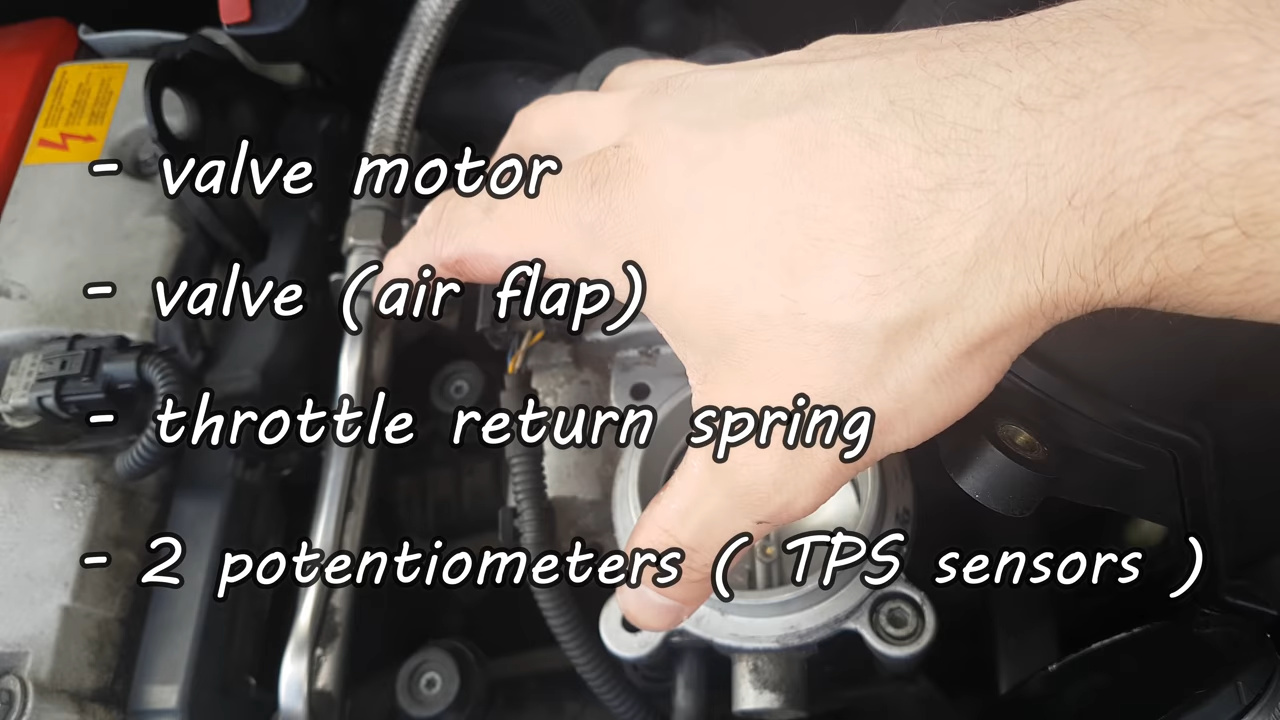 - valve motor
- valve (air flap)
- throttle return spring
- 2 potentiometers ( TPS sensors )